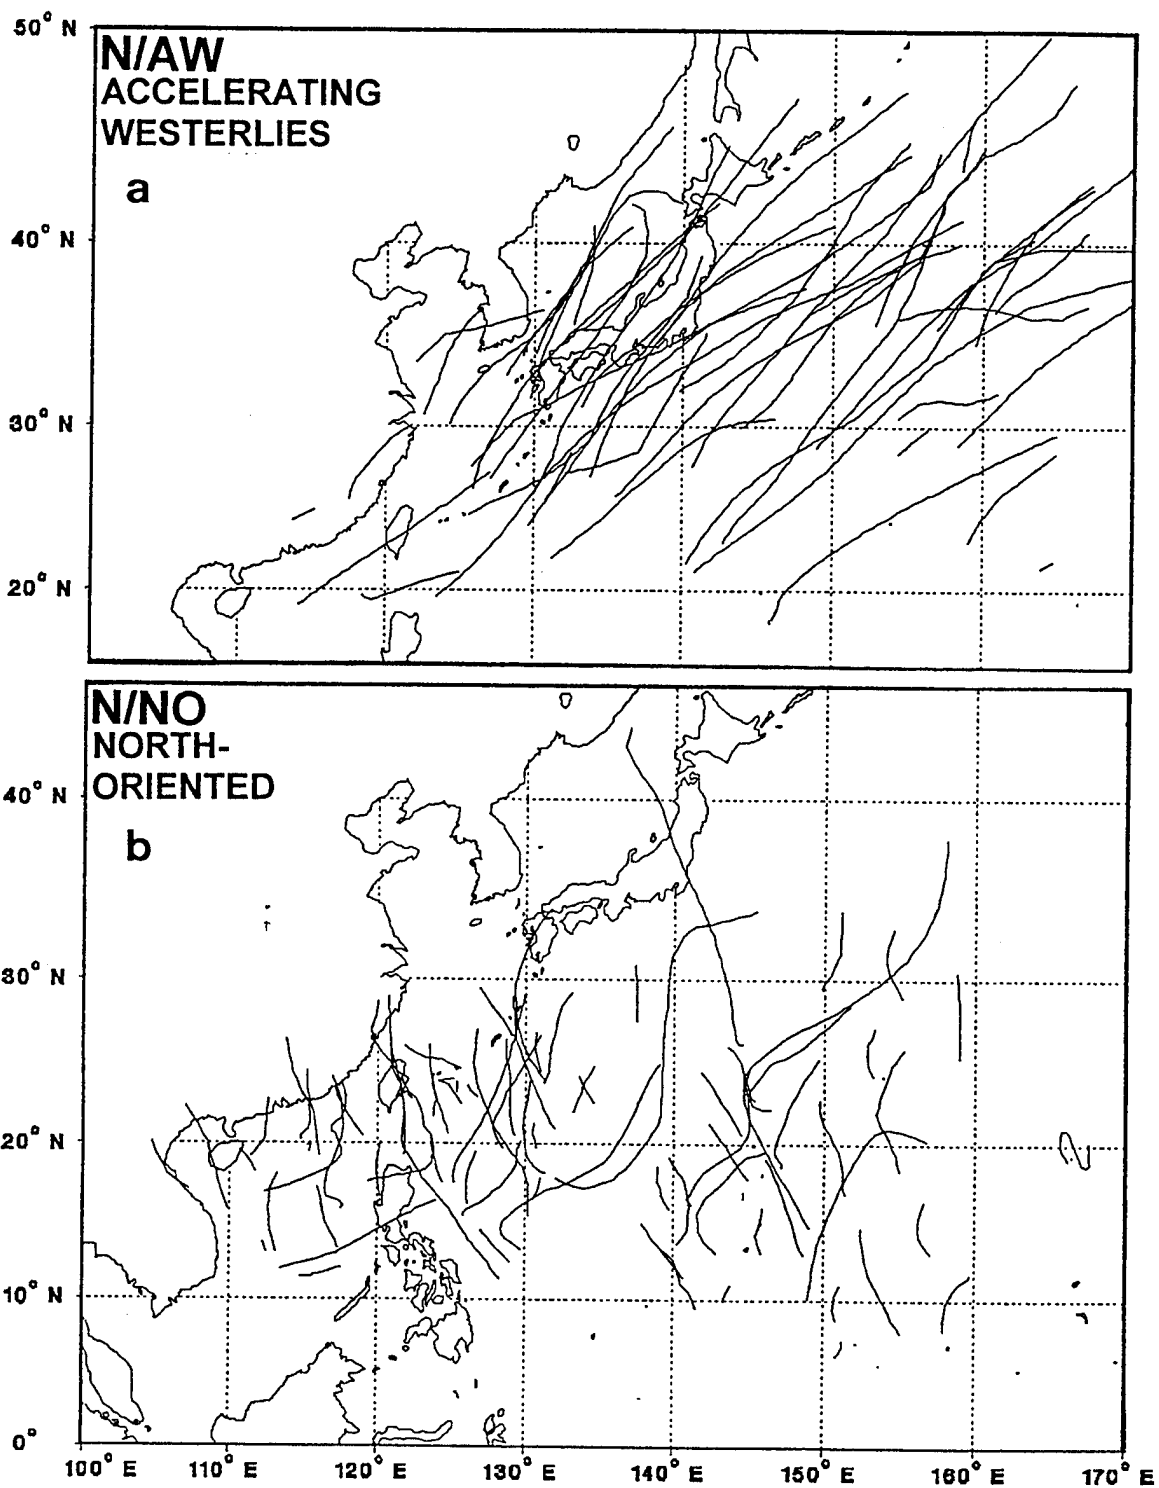 50° N
N/AW
ACCELERATING
WESTERLIES
a
40° N
30° N
20° N
N/NO
NORTH-
ORIENTED
40° N
b
30° N
20° N
10° N
0°
100° E 110° E 120° E 130° E 140° E 150° E 160° E 170° E